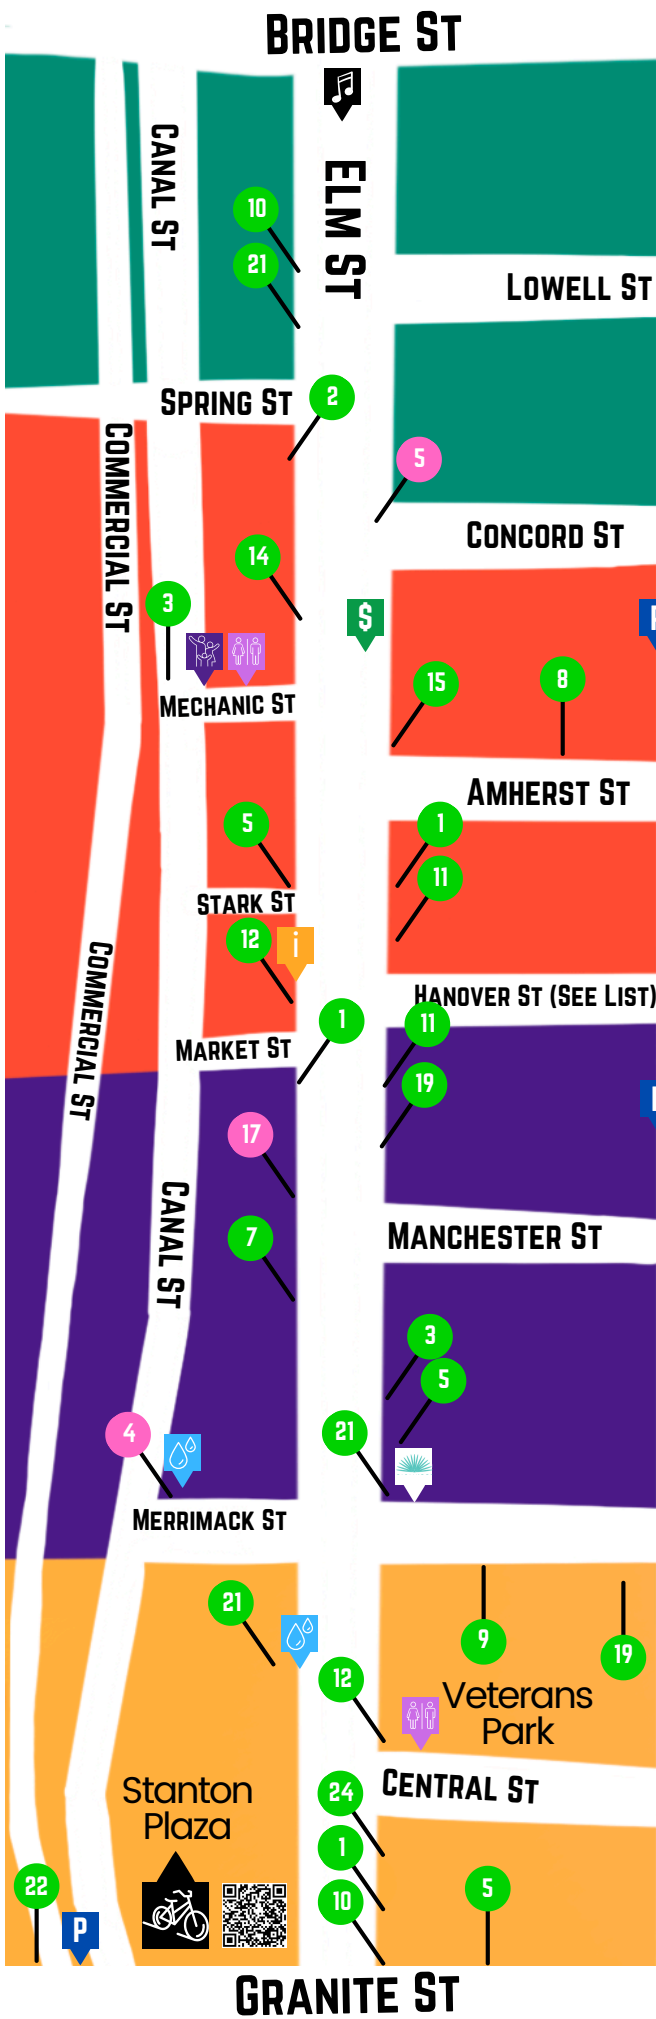 BRIDGE ST
CANAL ST
ELM ST
10
21
LOWELL ST
SPRING ST
2
5
COMMERCIAL ST
CONCORD ST
14
3
$
MECHANIC ST
15
8
AMHERST ST
5
1
11
STARK ST
12
i
COMMERCIAL ST
HANOVER ST (SEE LIST)
1
11
MARKET ST
19
17
CANAL ST
7
MANCHESTER ST
3
5
4
21
MERRIMACK ST
21
9
19
12
Veterans
Park
CENTRAL ST
Stanton
Plaza
24
1
22
10
5
P
GRANITE ST